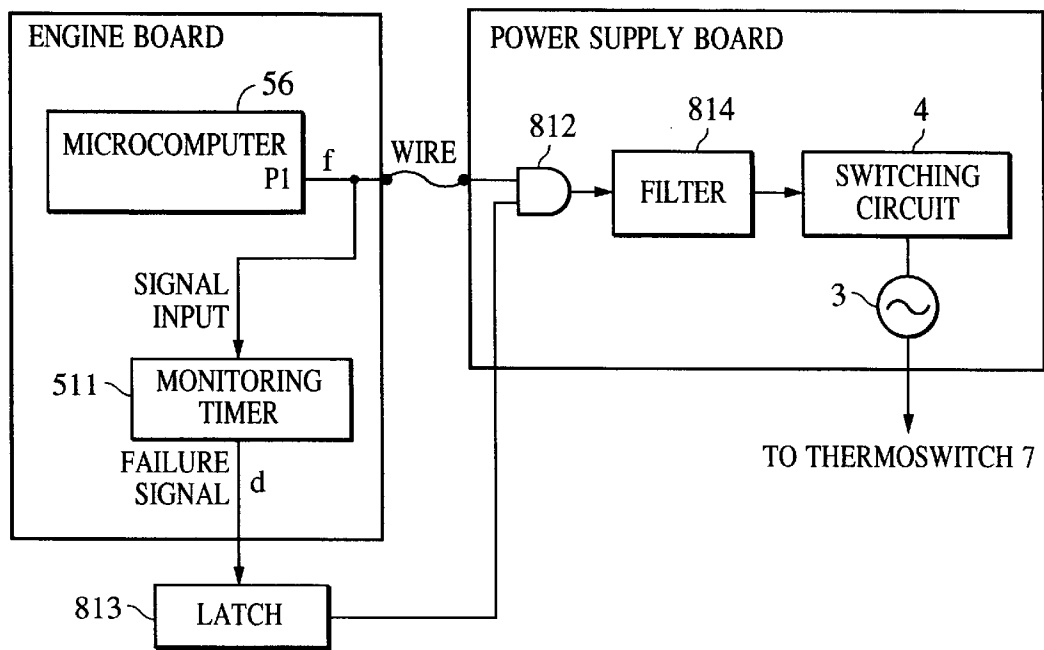 ENGINE BOARD
POWER SUPPLY BOARD
56
MICROCOMPUTER
P1
f
WIRE
812
814
FILTER
4
SWITCHING
CIRCUIT
3
SIGNAL
INPUT
511
MONITORING
TIMER
FAILURE
SIGNAL
d
TO THERMOSWITCH 7
813
LATCH